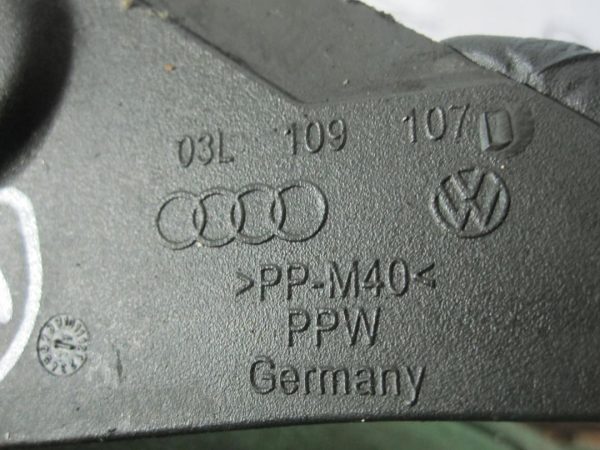 03L 109 107 D
>PP-M40<
PPW
Germany